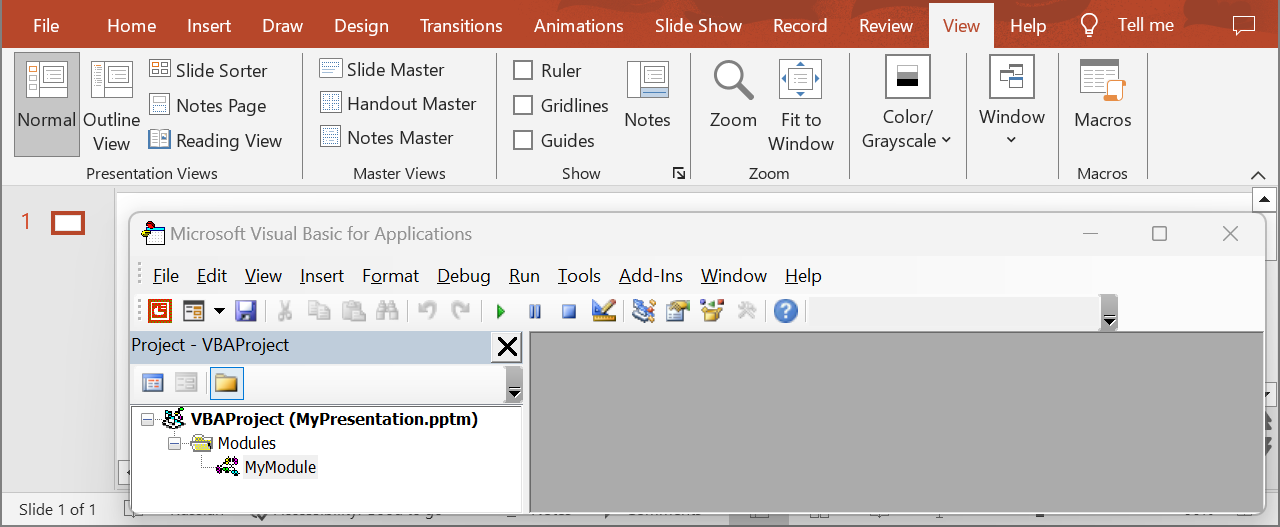 File Home Insert Draw Design Transitions Animations Slide Show Record Review View Help Tell me
Normal
Outline View
Slide Sorter
Notes Page
Reading View
Presentation Views
Slide Master
Handout Master
Notes Master
Master Views
Ruler
Gridlines
Guides
Notes
Show
Zoom
Fit to Window
Zoom
Color/
Grayscale
Window
Macros
Macros
1
Microsoft Visual Basic for Applications
File Edit View Insert Format Debug Run Tools Add-Ins Window Help
Project - VBAProject
VBAProject (MyPresentation.pptm)
Modules
MyModule
Slide 1 of 1